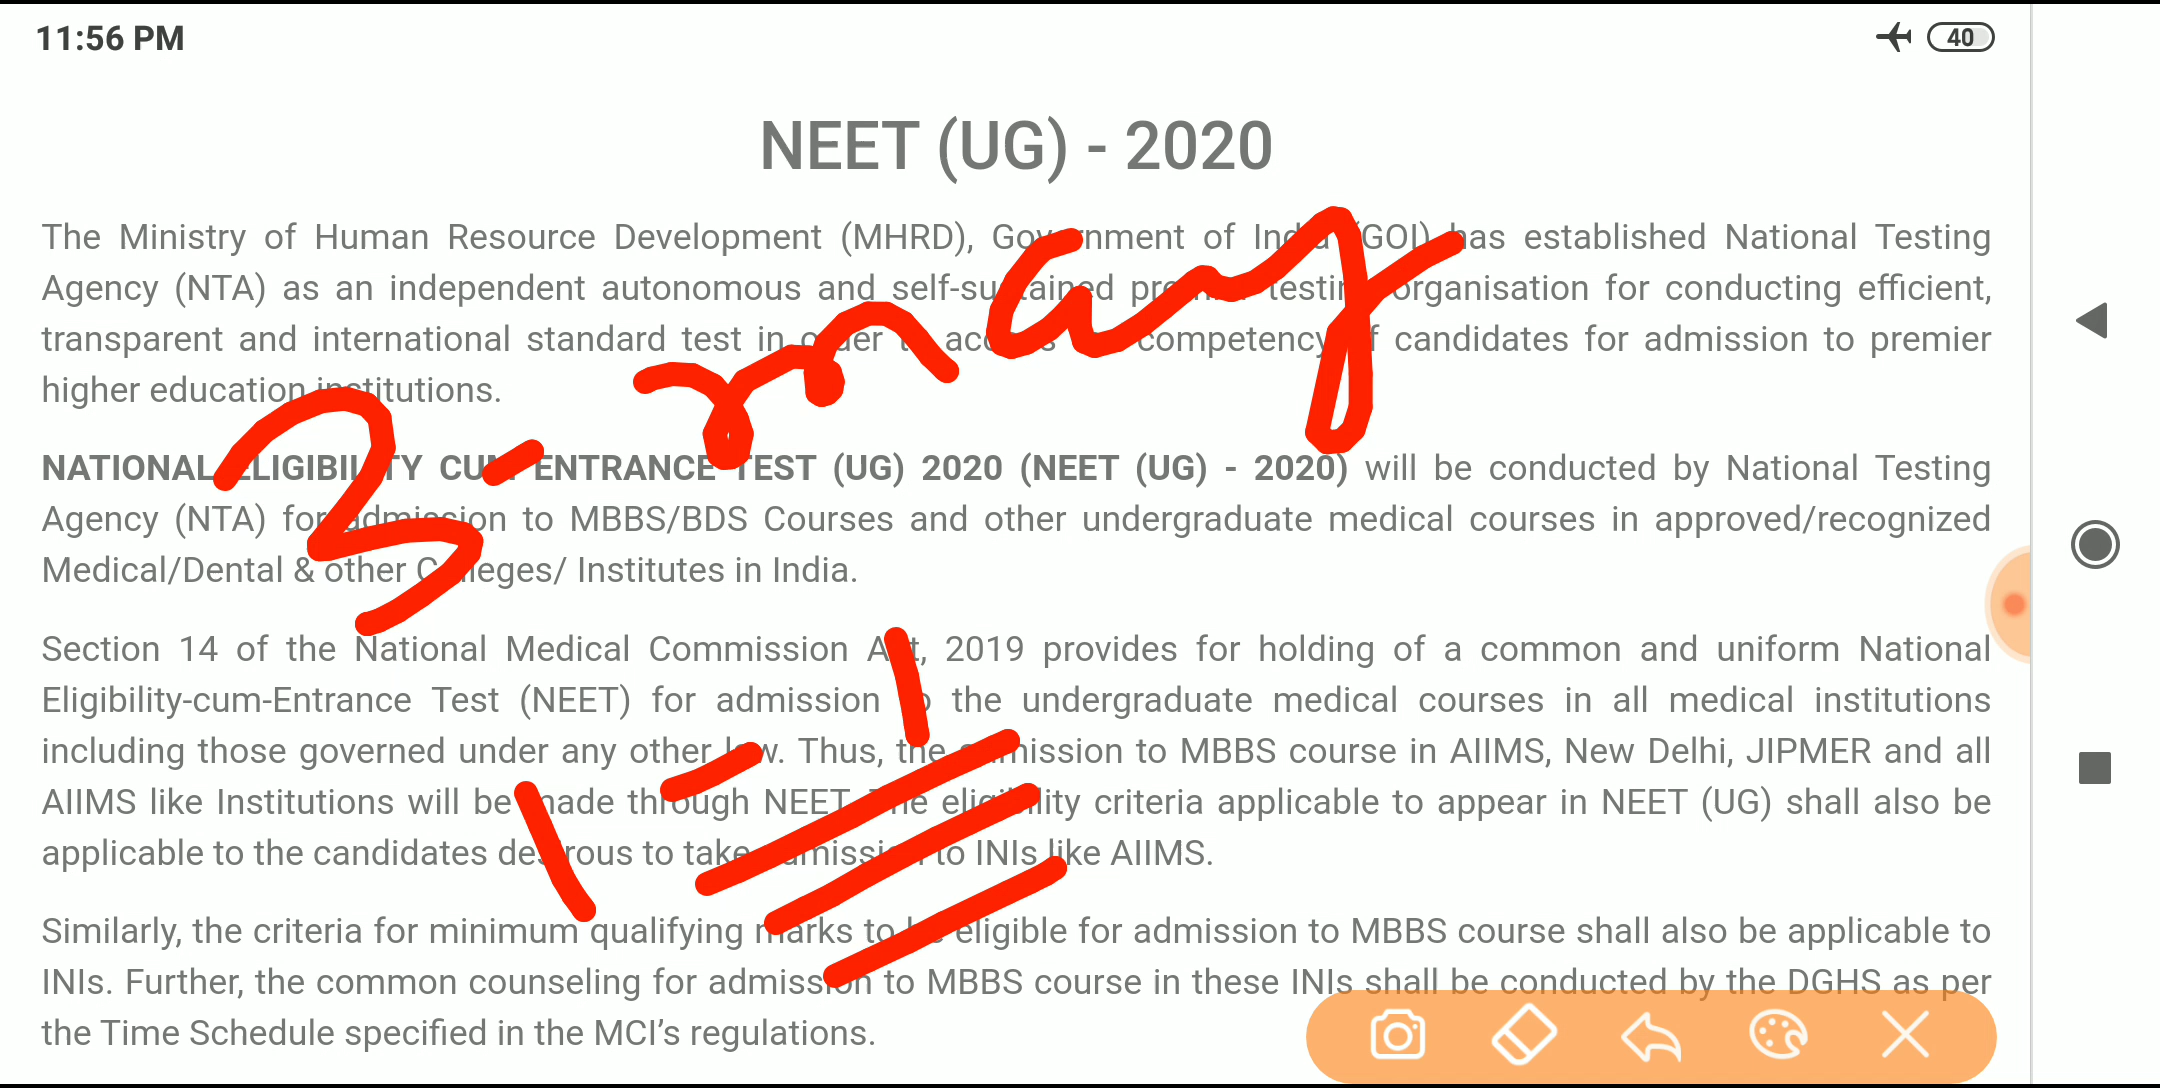 11:56 PM
40
NEET (UG) - 2020
The Ministry of Human Resource Development (MHRD), Government of India (GOI) has established National Testing
Agency (NTA) as an independent autonomous and self-sustained premier testing organisation for conducting efficient,
transparent and international standard test in order to access the competency of candidates for admission to premier
higher education institutions.
3 - may
NATIONAL ELIGIBILITY CUM ENTRANCE TEST (UG) 2020 (NEET (UG) - 2020) will be conducted by National Testing
Agency (NTA) for admission to MBBS/BDS Courses and other undergraduate medical courses in approved/recognized
Medical/Dental & other Colleges/ Institutes in India.
Section 14 of the National Medical Commission Act, 2019 provides for holding of a common and uniform National
Eligibility-cum-Entrance Test (NEET) for admission to the undergraduate medical courses in all medical institutions
including those governed under any other law. Thus, the admission to MBBS course in AIIMS, New Delhi, JIPMER and all
AIIMS like Institutions will be made through NEET. The eligibility criteria applicable to appear in NEET (UG) shall also be
applicable to the candidates desirous to take admission to INIs like AIIMS.
Similarly, the criteria for minimum qualifying marks to be eligible for admission to MBBS course shall also be applicable to
INIs. Further, the common counseling for admission to MBBS course in these INIs shall be conducted by the DGHS as per
the Time Schedule specified in the MCI's regulations.